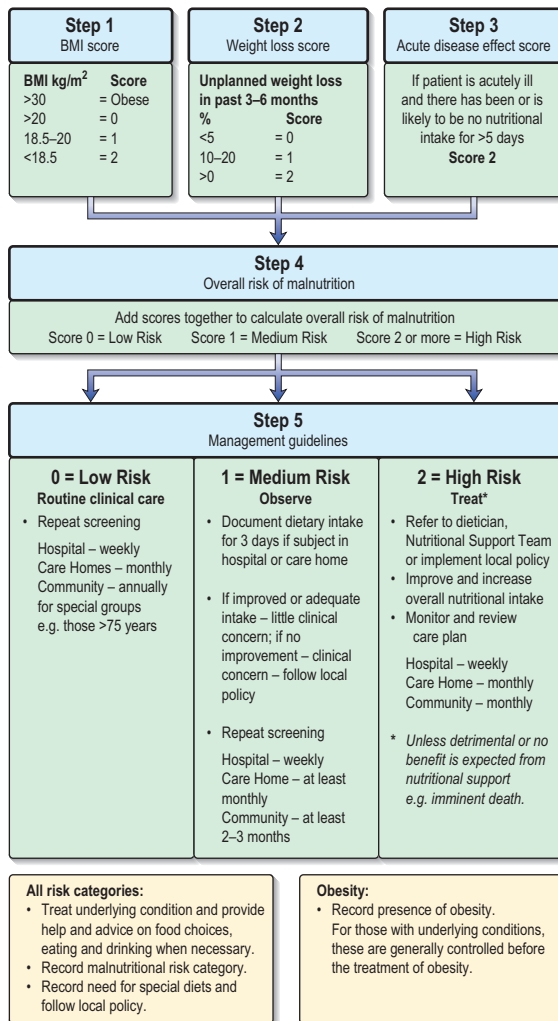 Step 1
BMI score
BMI kg/m² Score
>30 = Obese
>20 = 0
18.5–20 = 1
<18.5 = 2
Step 2
Weight loss score
Unplanned weight loss
in past 3–6 months
% Score
<5 = 0
10–20 = 1
>0 = 2
Step 3
Acute disease effect score
If patient is acutely ill
and there has been or is
likely to be no nutritional
intake for >5 days
Score 2
Step 4
Overall risk of malnutrition
Add scores together to calculate overall risk of malnutrition
Score 0 = Low Risk Score 1 = Medium Risk Score 2 or more = High Risk
Step 5
Management guidelines
0 = Low Risk
Routine clinical care
• Repeat screening
Hospital – weekly
Care Homes – monthly
Community – annually
for special groups
e.g. those >75 years
1 = Medium Risk
Observe
• Document dietary intake
for 3 days if subject in
hospital or care home
• If improved or adequate
intake – little clinical
concern; if no
improvement – clinical
concern – follow local
policy
• Repeat screening
Hospital – weekly
Care Home – at least
monthly
Community – at least
2–3 months
2 = High Risk
Treat*
• Refer to dietician,
Nutritional Support Team
or implement local policy
• Improve and increase
overall nutritional intake
• Monitor and review
care plan
Hospital – weekly
Care Home – monthly
Community – monthly
* Unless detrimental or no
benefit is expected from
nutritional support
e.g. imminent death.
All risk categories:
• Treat underlying condition and provide
help and advice on food choices,
eating and drinking when necessary.
• Record malnutritional risk category.
• Record need for special diets and
follow local policy.
Obesity:
• Record presence of obesity.
For those with underlying conditions,
these are generally controlled before
the treatment of obesity.